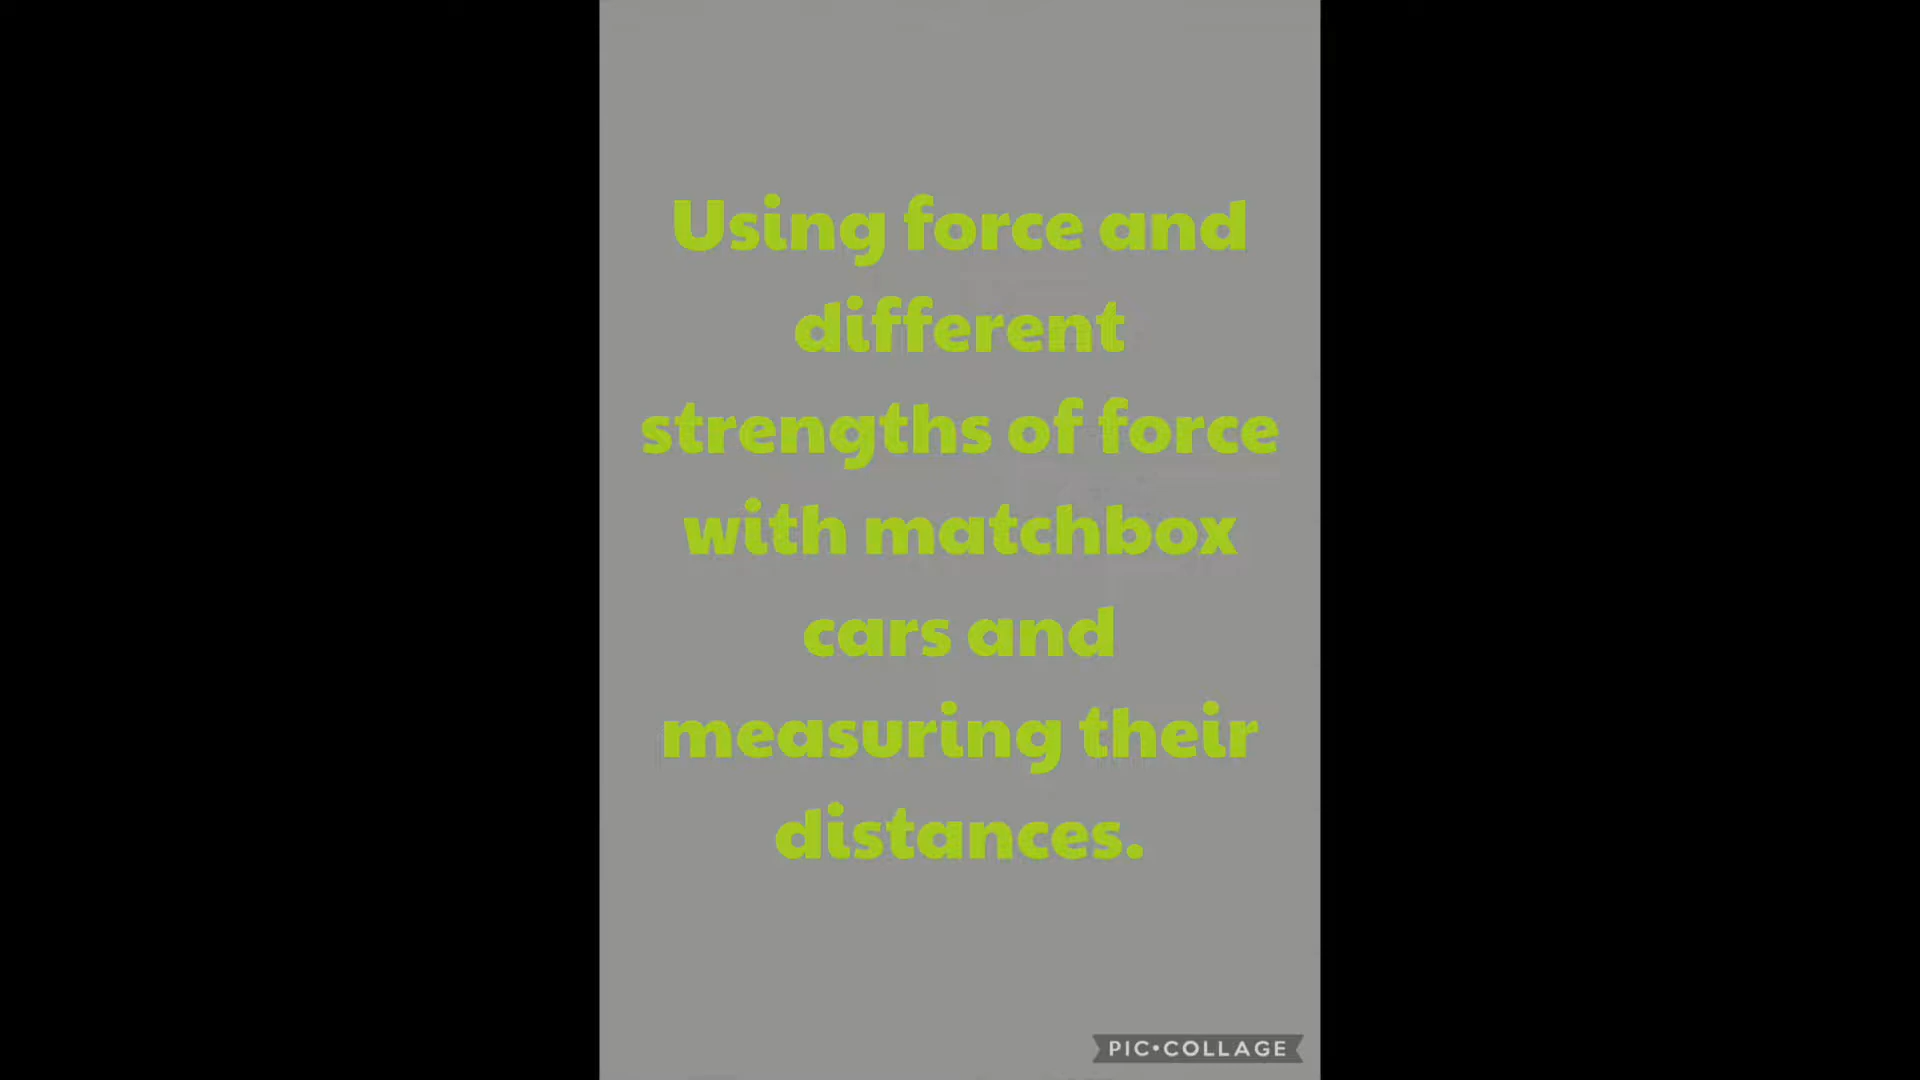 Using force and
different
strengths of force
with matchbox
cars and
measuring their
distances.
PIC•COLLAGE